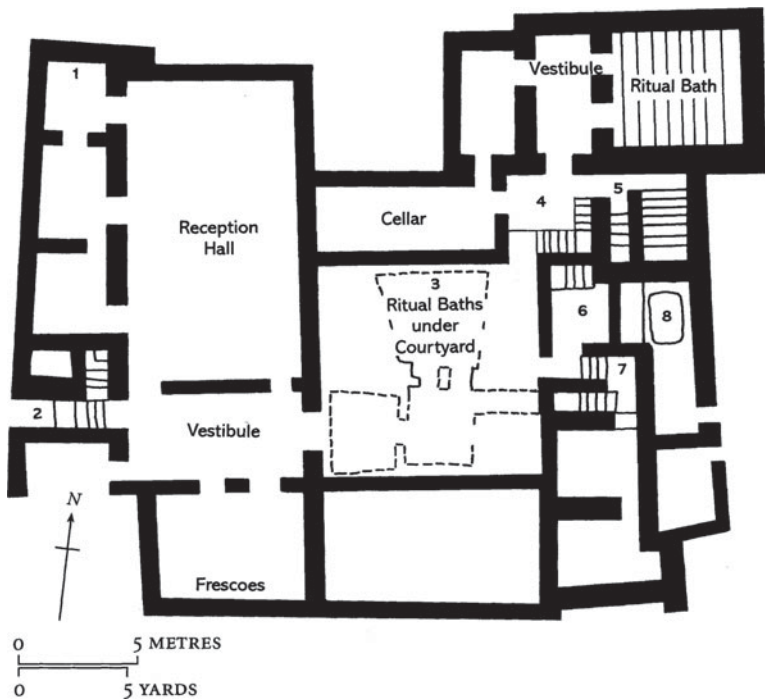 1
Vestibule
Ritual Bath
Cellar
4
5
Reception
Hall
3
Ritual Baths
under
Courtyard
6
8
7
2
Vestibule
N
Frescoes
0 5 METRES
0 5 YARDS